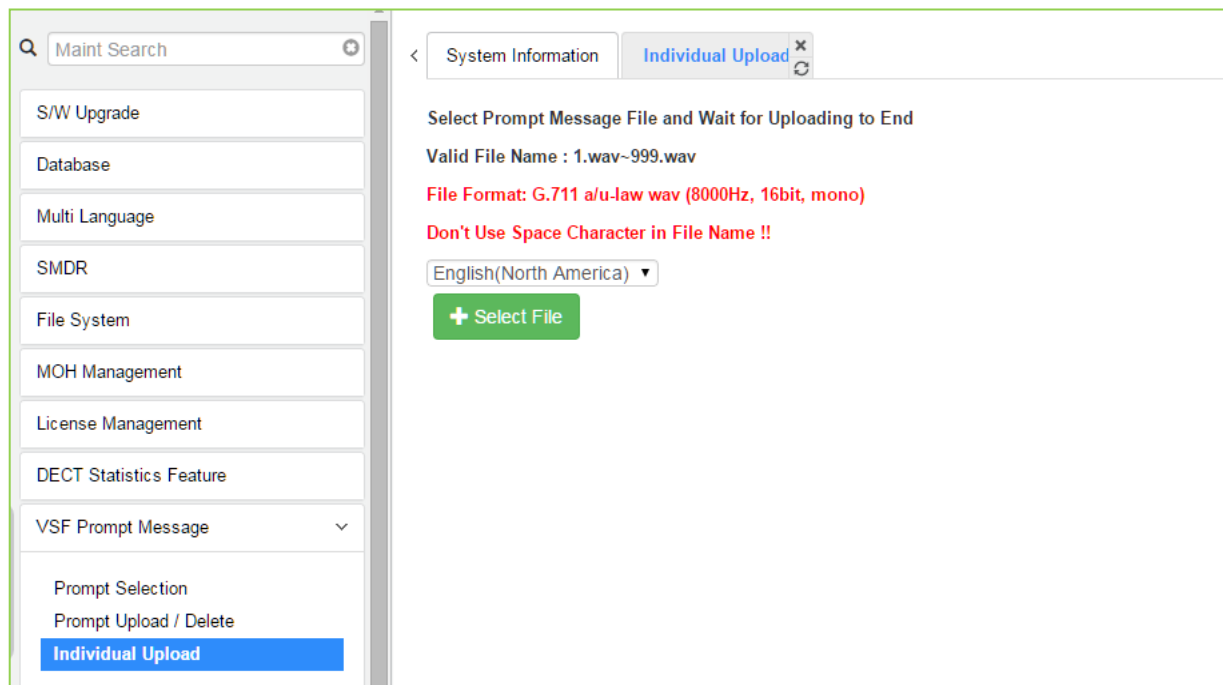 Maint Search
S/W Upgrade
Database
Multi Language
SMDR
File System
MOH Management
License Management
DECT Statistics Feature
VSF Prompt Message
Prompt Selection
Prompt Upload / Delete
Individual Upload
System Information
Individual Upload
Select Prompt Message File and Wait for Uploading to End
Valid File Name : 1.wav~999.wav
File Format: G.711 a/u-law wav (8000Hz, 16bit, mono)
Don't Use Space Character in File Name !!
English(North America)
Select File